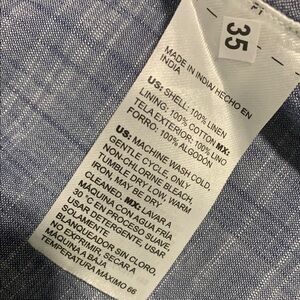 35
MADE IN INDIA/ HECHO EN
INDIA
US: SHELL: 100% LINEN
LINING: 100% COTTON MX:
TELA EXTERIOR: 100% LINO
FORRO: 100% ALGODÓN
US: MACHINE WASH COLD,
GENTLE CYCLE, ONLY
NON-CHLORINE BLEACH,
TUMBLE DRY LOW, WARM
IRON, MAY BE DRY
CLEANED. MX: LAVAR A
MÁQUINA CON AGUA FRÍA
30 °C EN PROCESO SUAVE,
USAR DETERGENTE, USAR
BLANQUEADOR SIN CLORO,
NO EXPRIMIR, SECAR A
MÁQUINA A BAJA
TEMPERATURA MÁXIMO 66